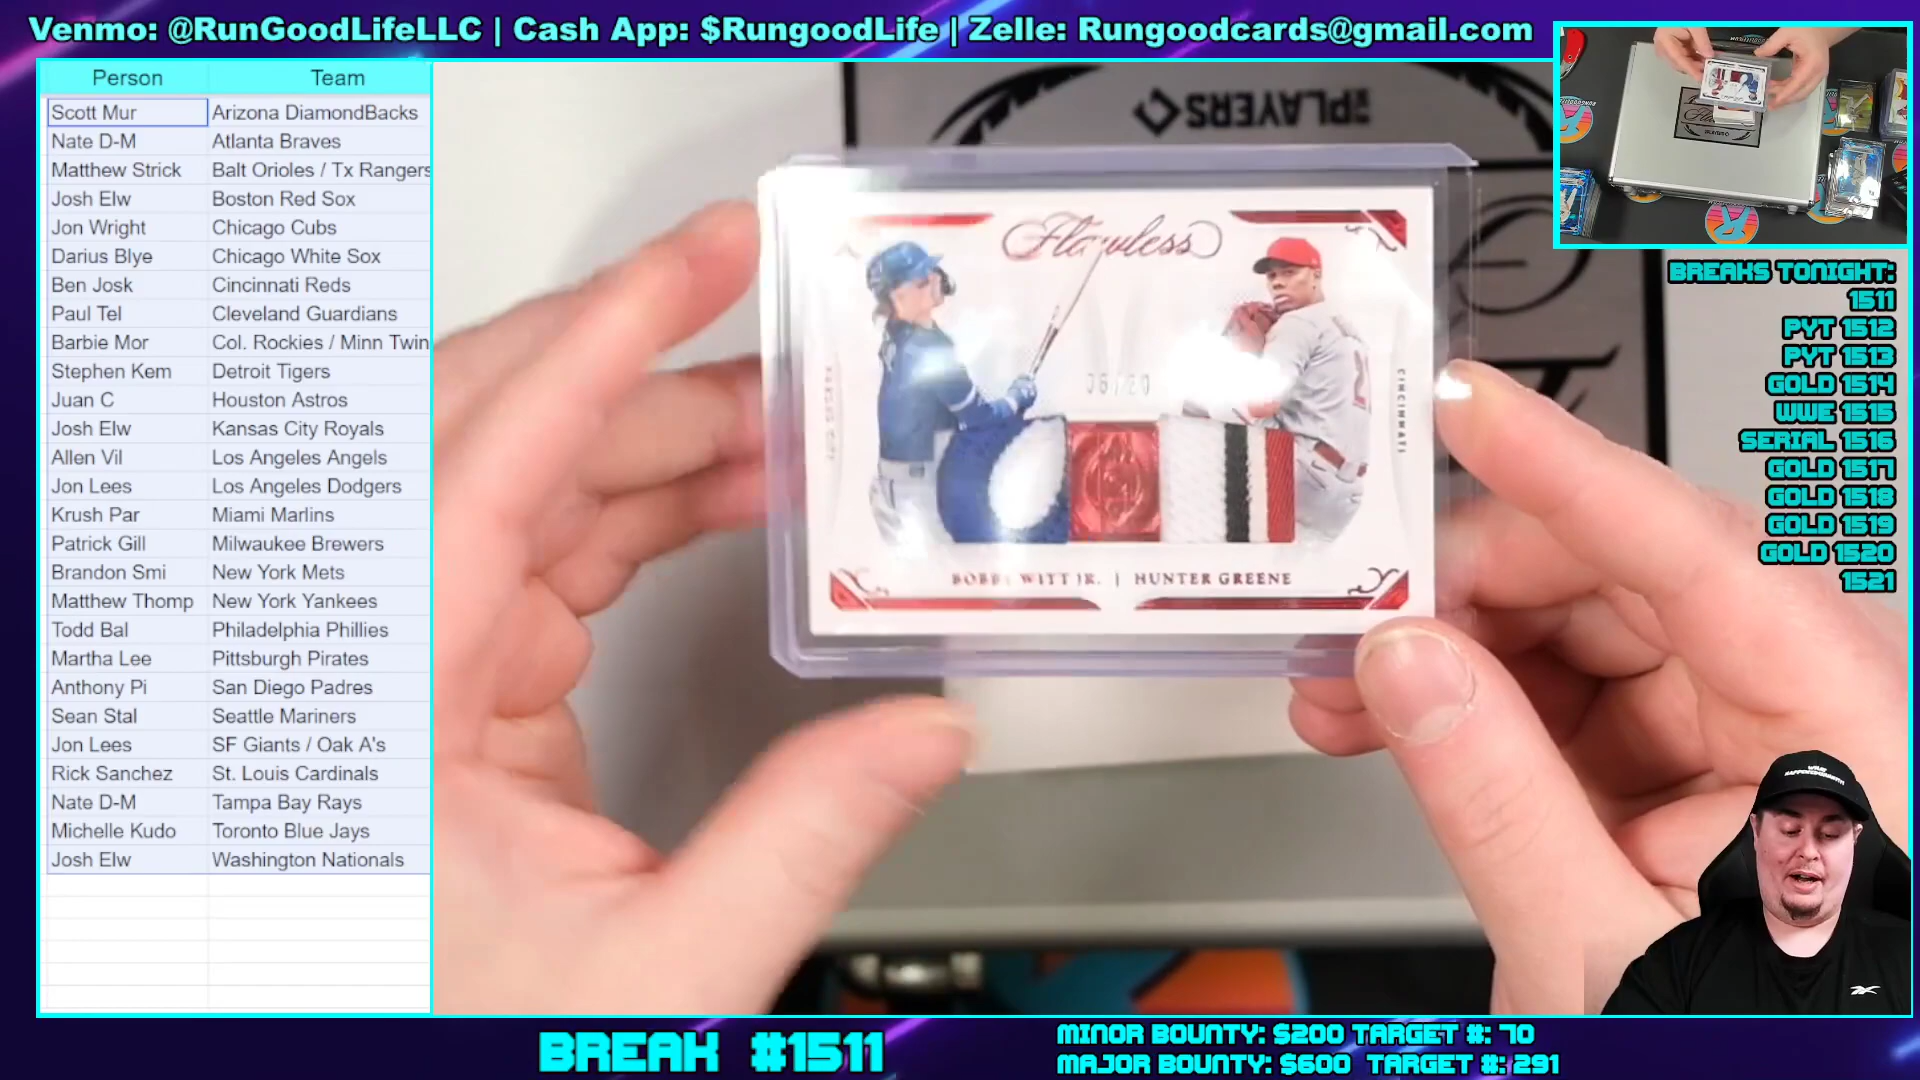 Venmo: @RunGoodLifeLLC | Cash App: $RungoodLife | Zelle: Rungoodcards@gmail.com
Person Team
Scott Mur Arizona DiamondBacks
Nate D-M Atlanta Braves
Matthew Strick Balt Orioles / Tx Rangers
Josh Elw Boston Red Sox
Jon Wright Chicago Cubs
Darius Blye Chicago White Sox
Ben Josk Cincinnati Reds
Paul Tel Cleveland Guardians
Barbie Mor Col. Rockies / Minn Twin
Stephen Kem Detroit Tigers
Juan C Houston Astros
Josh Elw Kansas City Royals
Allen Vil Los Angeles Angels
Jon Lees Los Angeles Dodgers
Krush Par Miami Marlins
Patrick Gill Milwaukee Brewers
Brandon Smi New York Mets
Matthew Thomp New York Yankees
Todd Bal Philadelphia Phillies
Martha Lee Pittsburgh Pirates
Anthony Pi San Diego Padres
Sean Stal Seattle Mariners
Jon Lees SF Giants / Oak A's
Rick Sanchez St. Louis Cardinals
Nate D-M Tampa Bay Rays
Michelle Kudo Toronto Blue Jays
Josh Elw Washington Nationals
PLAYERS
Flawless
CINCINNATI
BOBBY WITT JR. | HUNTER GREENE
BREAKS TONIGHT:
1511
PYT 1512
PYT 1513
GOLD 1514
WWE 1515
SERIAL 1516
GOLD 1517
GOLD 1518
GOLD 1519
GOLD 1520
1521
BREAK #1511
MINOR BOUNTY: $200 TARGET #: 70
MAJOR BOUNTY: $600 TARGET #: 291